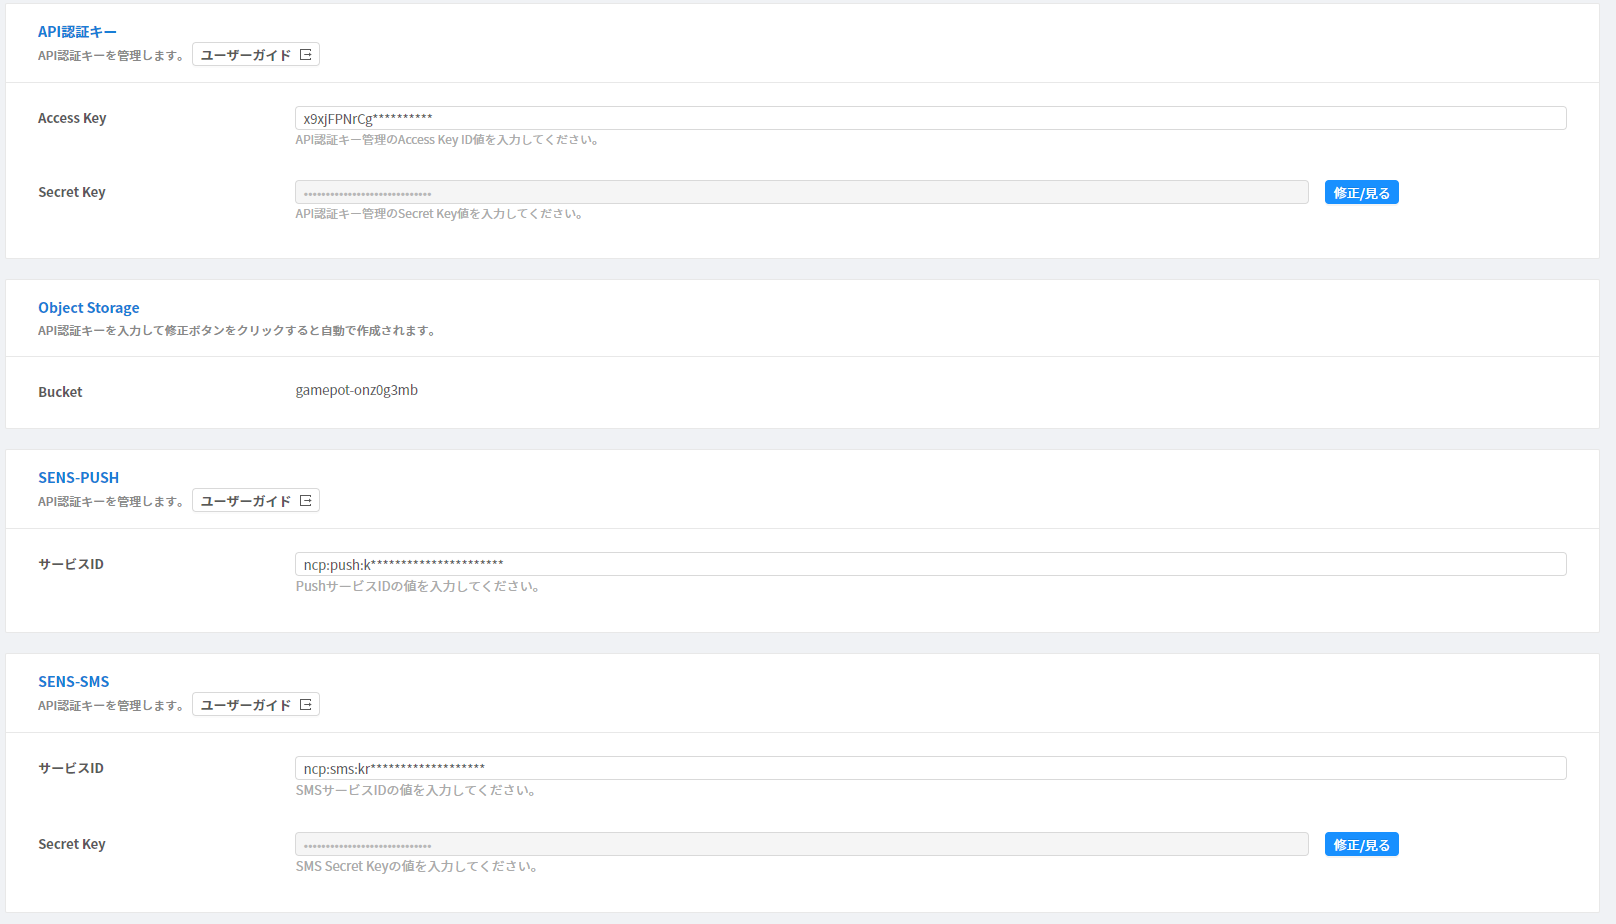 API認証キー
API認証キーを管理します。 ユーザーガイド
Access Key
x9xjFPNrCg**********
API認証キー管理のAccess Key ID値を入力してください。
Secret Key
••••••••••••••••••••••••••••••
修正/見る
API認証キー管理のSecret Key値を入力してください。
Object Storage
API認証キーを入力して修正ボタンをクリックすると自動で作成されます。
Bucket
gamepot-onz0g3mb
SENS-PUSH
API認証キーを管理します。 ユーザーガイド
サービスID
ncp:push:k**********************
PushサービスIDの値を入力してください。
SENS-SMS
API認証キーを管理します。 ユーザーガイド
サービスID
ncp:sms:kr*******************
SMSサービスIDの値を入力してください。
Secret Key
••••••••••••••••••••••••••••••
修正/見る
SMS Secret Keyの値を入力してください。